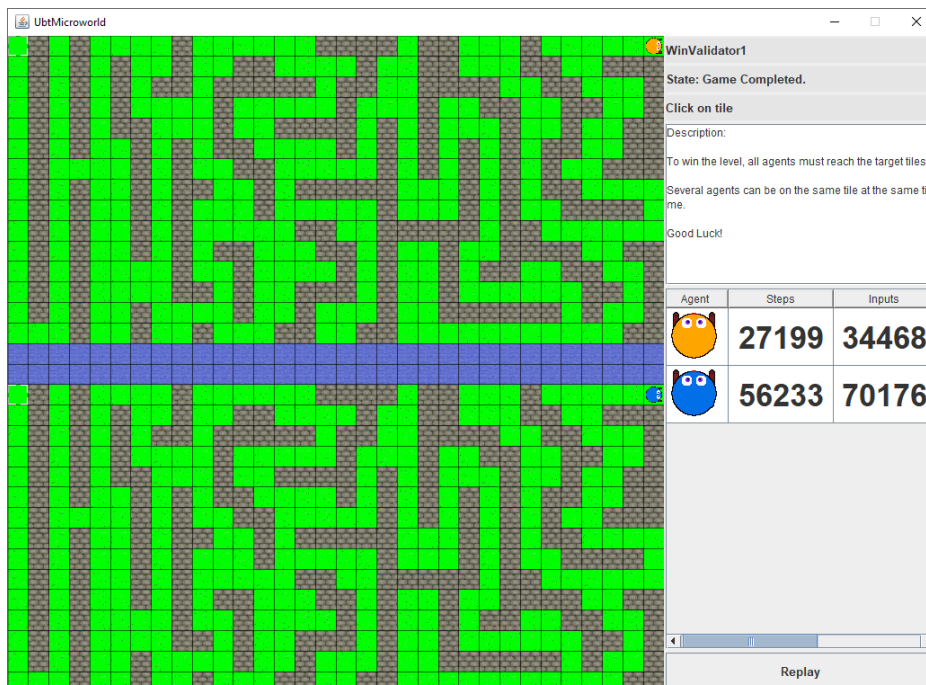 UbtMicroworld
WinValidator1
State: Game Completed.
Click on tile
Description:
To win the level, all agents must reach the target tiles
Several agents can be on the same tile at the same ti
me.
Good Luck!
Agent Steps Inputs
27199 34468
56233 70176
Replay